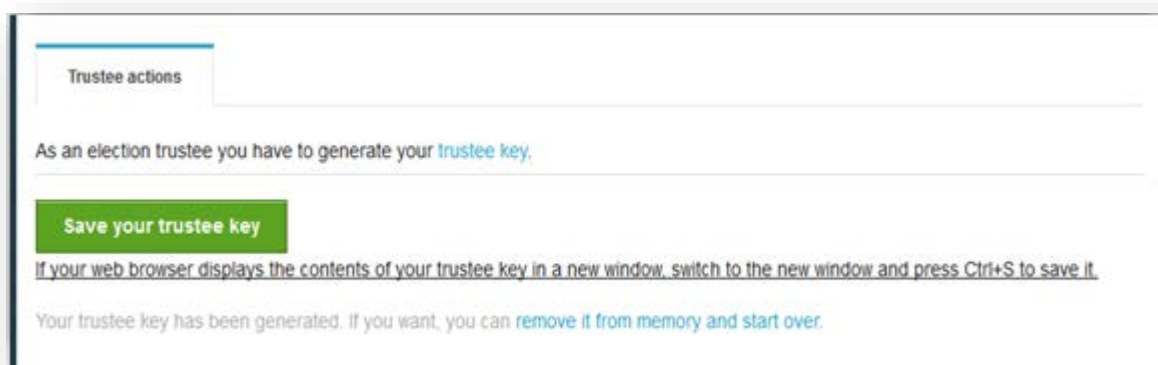 Trustee actions
As an election trustee you have to generate your trustee key.
Save your trustee key
If your web browser displays the contents of your trustee key in a new window, switch to the new window and press Ctrl+S to save it.
Your trustee key has been generated. If you want, you can remove it from memory and start over.